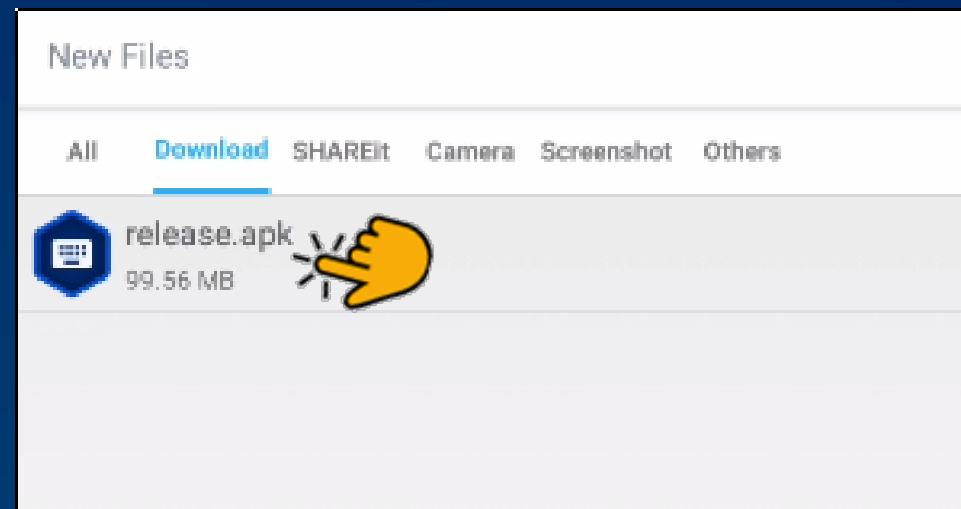 New Files
All Download SHAREit Camera Screenshot Others
release.apk
99.56 MB